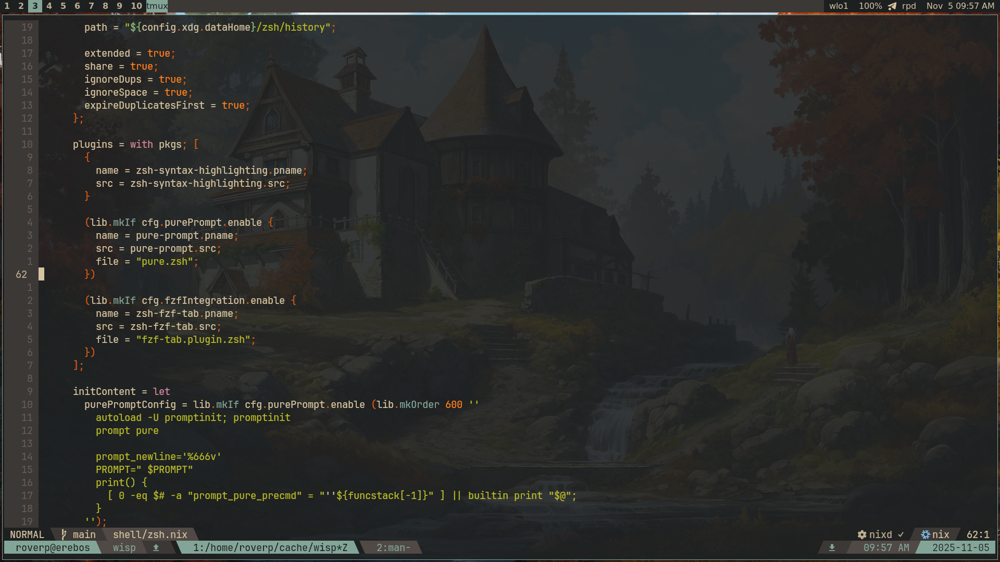 1 2 3 4 5 6 7 8 9 10 tmux wlo1 100% rpd Nov 5 09:57 AM
19 path = "${config.xdg.dataHome}/zsh/history";
18
17 extended = true;
16 share = true;
15 ignoreDups = true;
14 ignoreSpace = true;
13 expireDuplicatesFirst = true;
12 };
11
10 plugins = with pkgs; [
9 {
8 name = zsh-syntax-highlighting.pname;
7 src = zsh-syntax-highlighting.src;
6 }
5
4 (lib.mkIf cfg.purePrompt.enable {
3 name = pure-prompt.pname;
2 src = pure-prompt.src;
1 file = "pure.zsh";
62 })
1
2 (lib.mkIf cfg.fzfIntegration.enable {
3 name = zsh-fzf-tab.pname;
4 src = zsh-fzf-tab.src;
5 file = "fzf-tab.plugin.zsh";
6 })
7 ];
8
9 initContent = let
10 purePromptConfig = lib.mkIf cfg.purePrompt.enable (lib.mkOrder 600 ''
11 autoload -U promptinit; promptinit
12 prompt pure
13
14 prompt_newline='%666v'
15 PROMPT=" $PROMPT"
16 print() {
17 [ 0 -eq $# -a "prompt_pure_precmd" = "''${funcstack[-1]}" ] || builtin print "$@";
18 }
19 '');
NORMAL main shell/zsh.nix nixd ✓ nix 62:1
roverp@erebos wisp 1:/home/roverp/cache/wisp*Z 2:man- 09:57 AM 2025-11-05